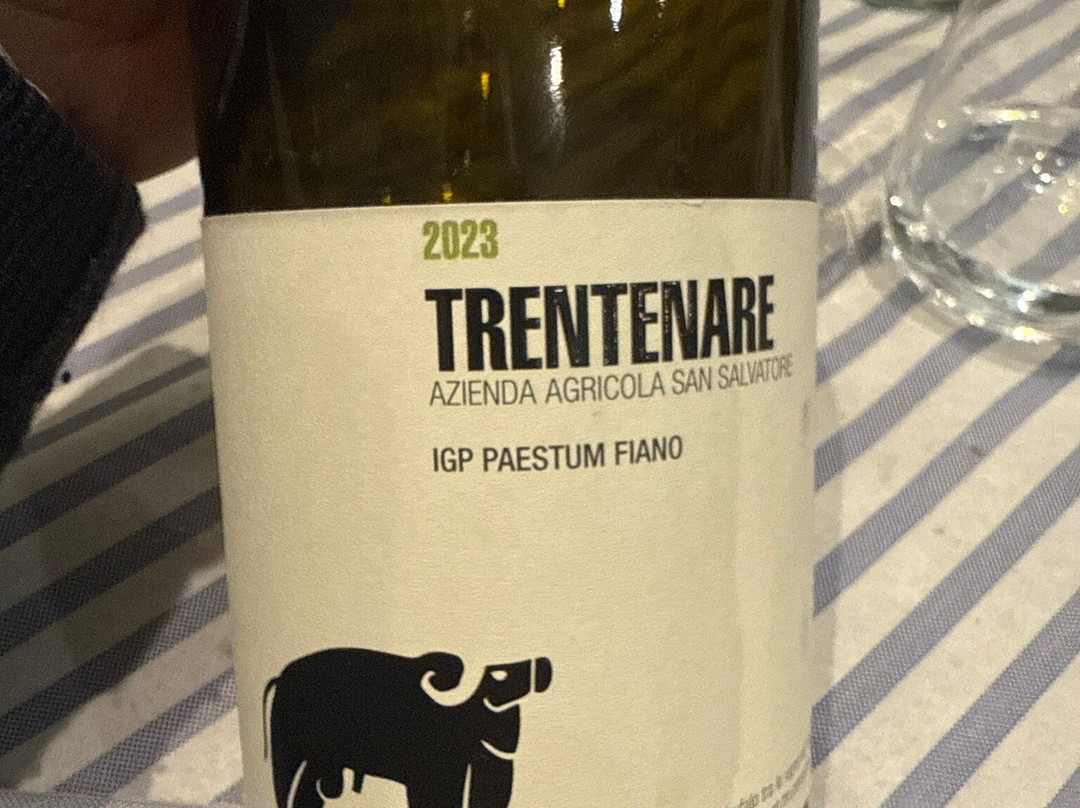 2023
TRENTENARE
AZIENDA AGRICOLA SAN SALVATORE
IGP PAESTUM FIANO